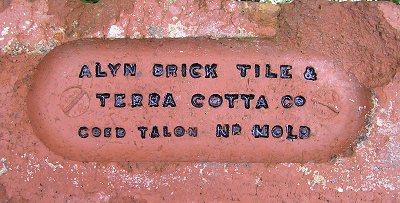 ALYN BRICK TILE &
TERRA COTTA CO
COED TALON NR MOLD